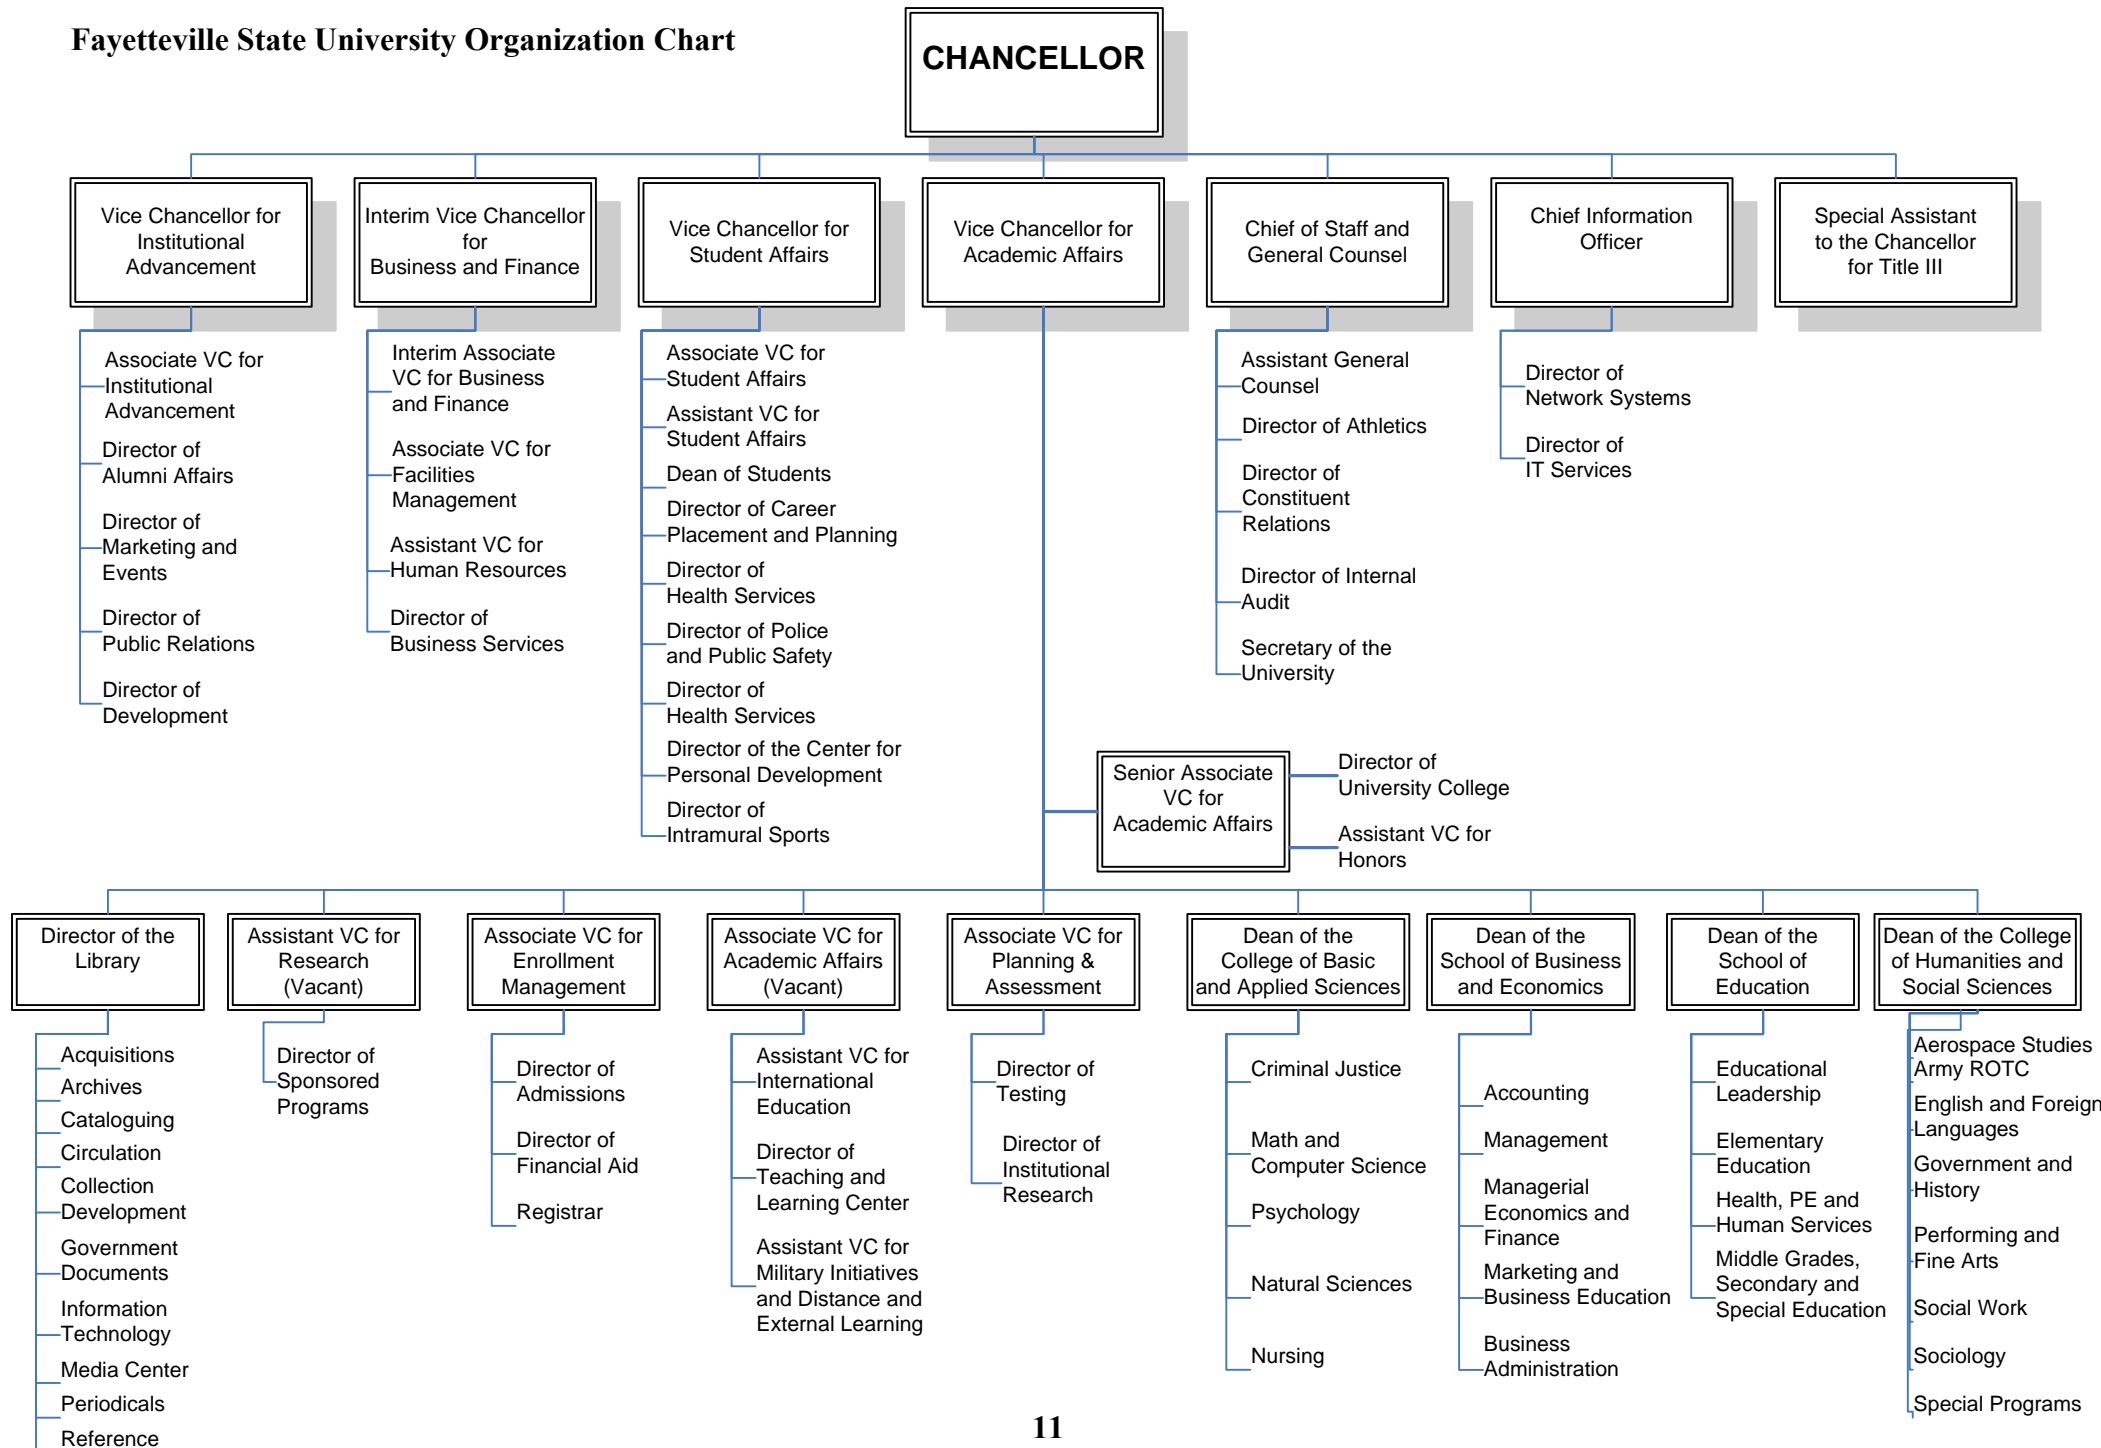 Fayetteville State University Organization Chart
CHANCELLOR
Vice Chancellor for
Institutional
Advancement
Interim Vice Chancellor
for
Business and Finance
Vice Chancellor for
Student Affairs
Vice Chancellor for
Academic Affairs
Chief of Staff and
General Counsel
Chief Information
Officer
Special Assistant
to the Chancellor
for Title III
Associate VC for
Institutional
Advancement
Director of
Alumni Affairs
Director of
Marketing and
Events
Director of
Public Relations
Director of
Development
Interim Associate
VC for Business
and Finance
Associate VC for
Facilities
Management
Assistant VC for
Human Resources
Director of
Business Services
Associate VC for
Student Affairs
Assistant VC for
Student Affairs
Dean of Students
Director of Career
Placement and Planning
Director of
Health Services
Director of Police
and Public Safety
Director of
Health Services
Director of the Center for
Personal Development
Director of
Intramural Sports
Assistant General
Counsel
Director of Athletics
Director of
Constituent
Relations
Director of Internal
Audit
Secretary of the
University
Director of
Network Systems
Director of
IT Services
Senior Associate
VC for
Academic Affairs
Director of
University College
Assistant VC for
Honors
Director of the
Library
Assistant VC for
Research
(Vacant)
Associate VC for
Enrollment
Management
Associate VC for
Academic Affairs
(Vacant)
Associate VC for
Planning &
Assessment
Dean of the
College of Basic
and Applied Sciences
Dean of the
School of Business
and Economics
Dean of the
School of
Education
Dean of the College
of Humanities and
Social Sciences
Acquisitions
Archives
Cataloguing
Circulation
Collection
Development
Government
Documents
Information
Technology
Media Center
Periodicals
Reference
Director of
Sponsored
Programs
Director of
Admissions
Director of
Financial Aid
Registrar
Assistant VC for
International
Education
Director of
Teaching and
Learning Center
Assistant VC for
Military Initiatives
and Distance and
External Learning
Director of
Testing
Director of
Institutional
Research
Criminal Justice
Math and
Computer Science
Psychology
Natural Sciences
Nursing
Accounting
Management
Managerial
Economics and
Finance
Marketing and
Business Education
Business
Administration
Educational
Leadership
Elementary
Education
Health, PE and
Human Services
Middle Grades,
Secondary and
Special Education
Aerospace Studies
Army ROTC
English and Foreign
Languages
Government and
History
Performing and
Fine Arts
Social Work
Sociology
Special Programs
11